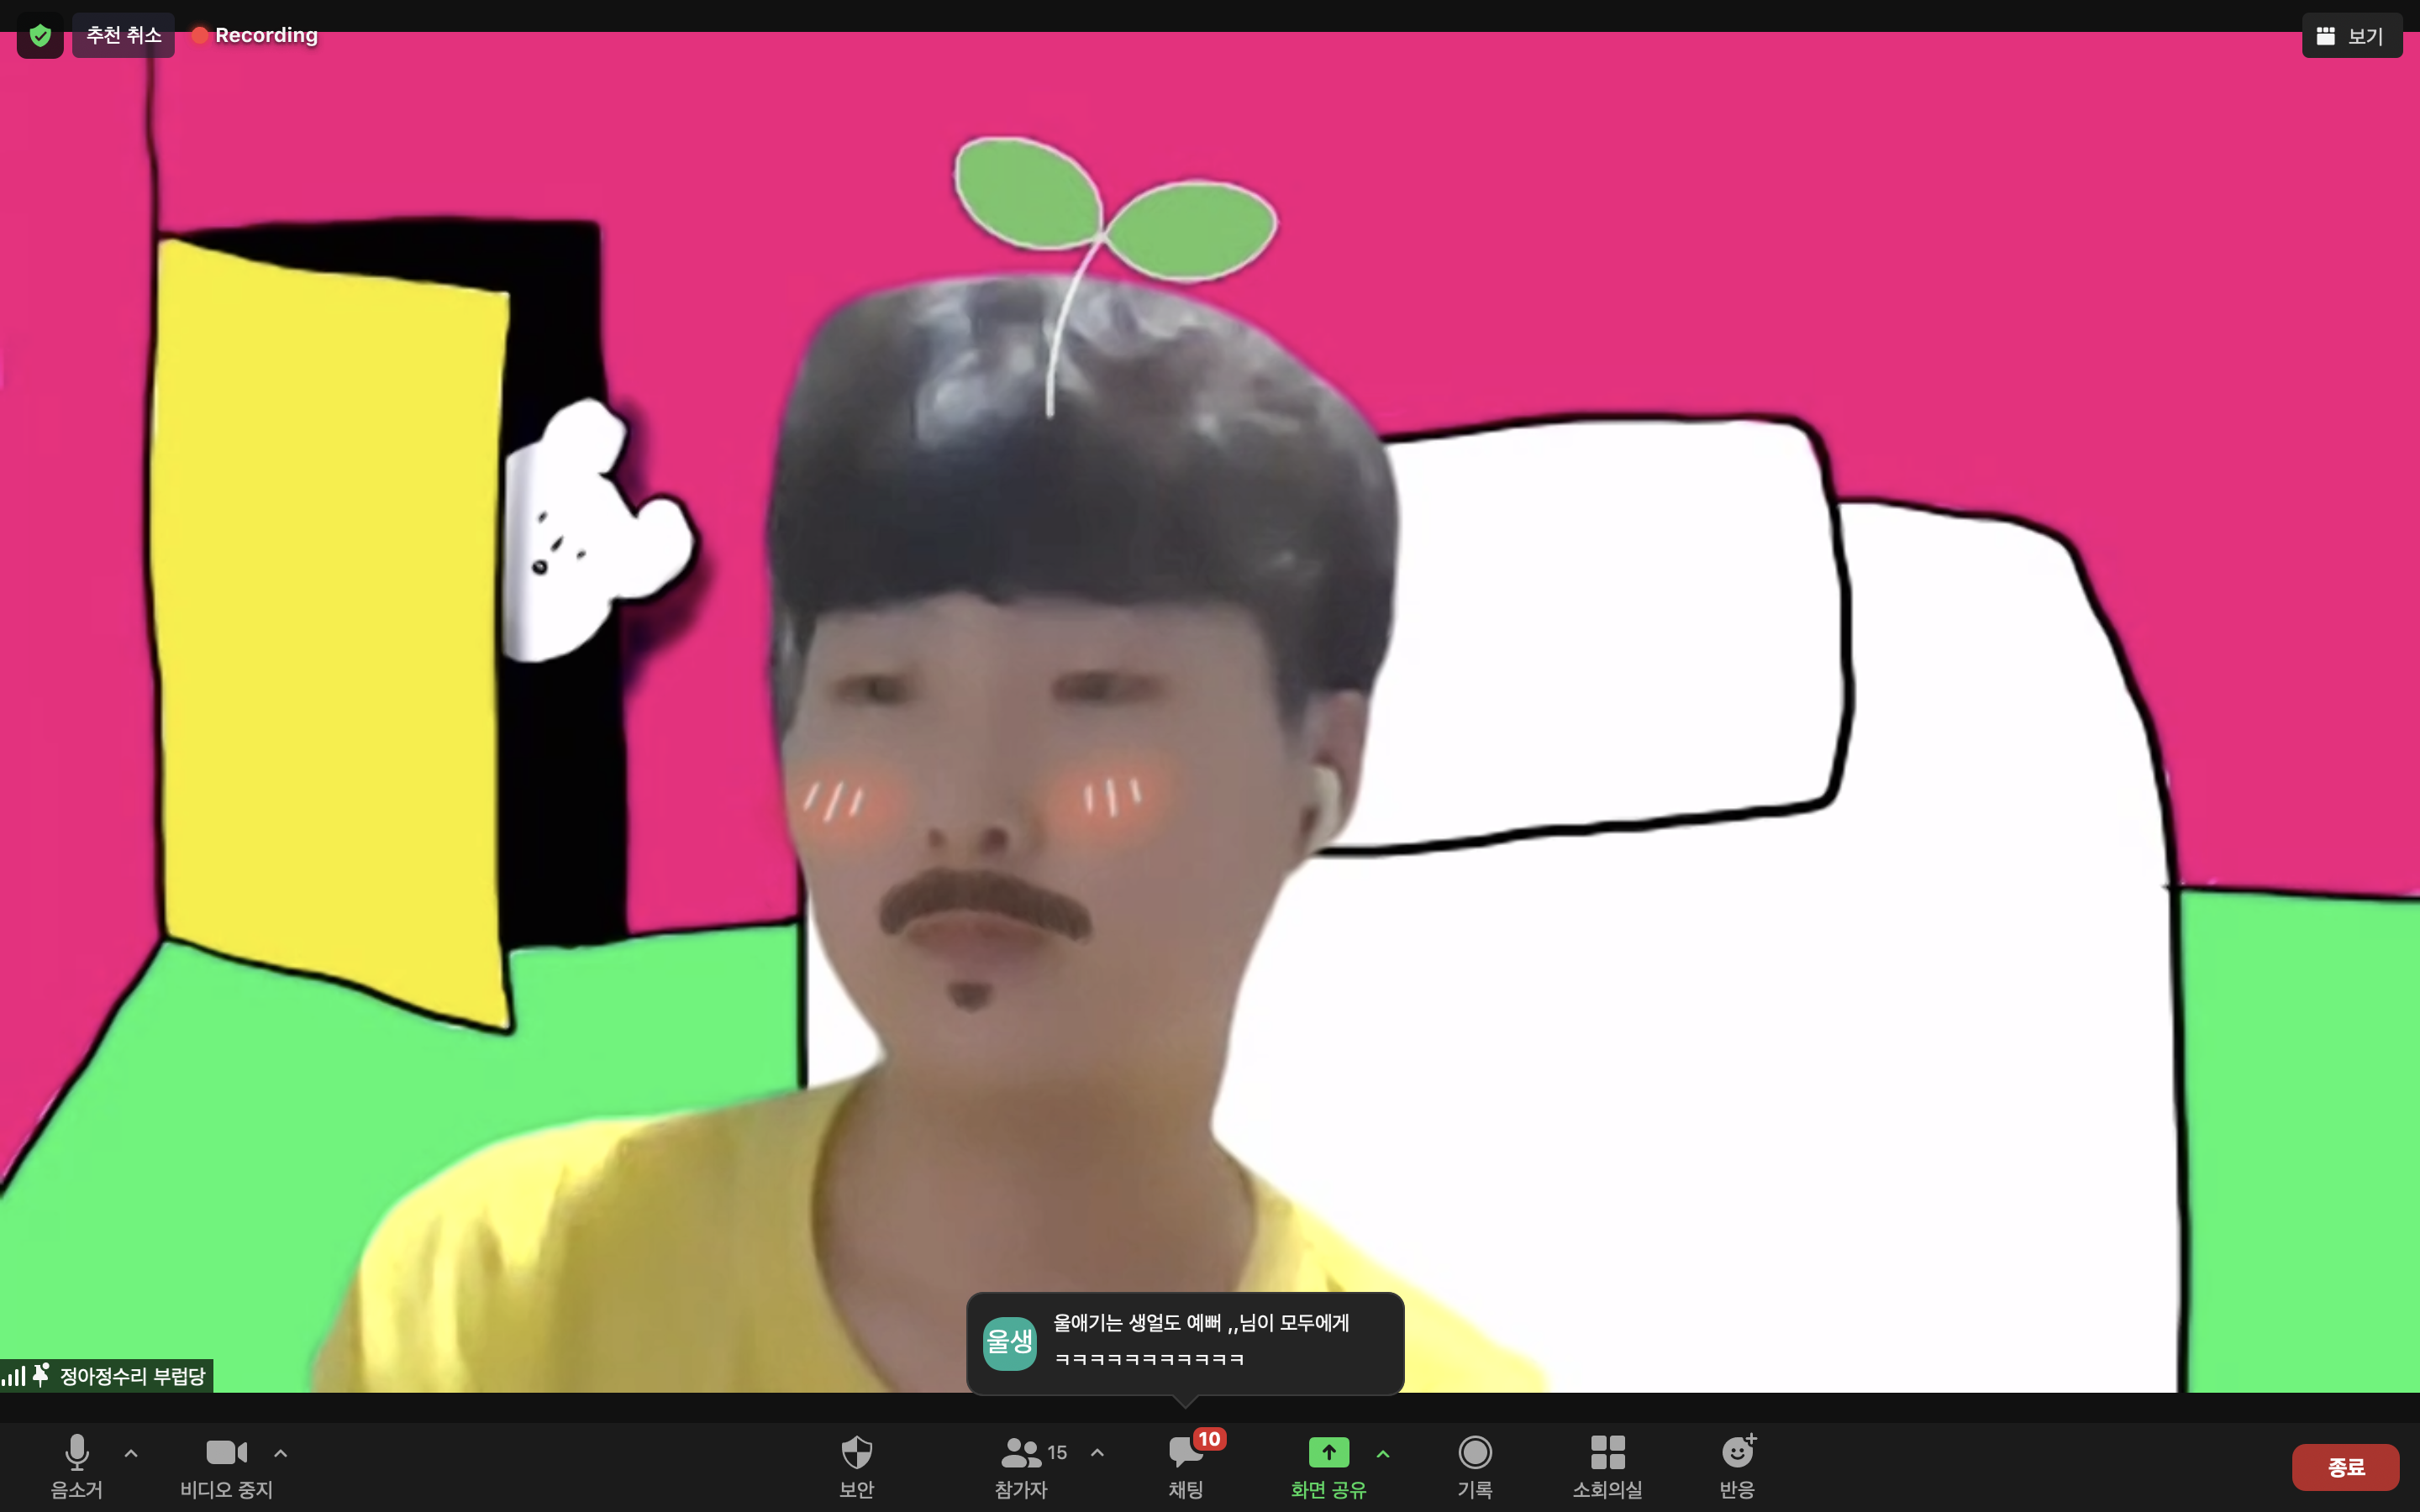 추천 취소
Recording
보기
울생
울애기는 생얼도 예뻐 ,,님이 모두에게
ㅋㅋㅋㅋㅋㅋㅋㅋㅋㅋㅋ
정아정수리 부럽당
음소거
비디오 중지
보안
15
참가자
10
채팅
화면 공유
기록
소회의실
반응
종료